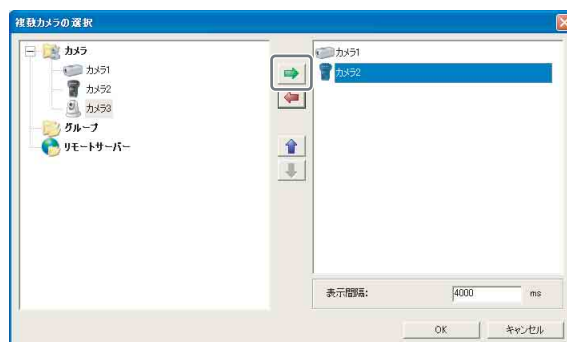 複数カメラの選択
カメラ
カメラ1
カメラ2
カメラ3
グループ
リモートサーバー
カメラ1
カメラ2
表示間隔:
4000
ms
OK
キャンセル